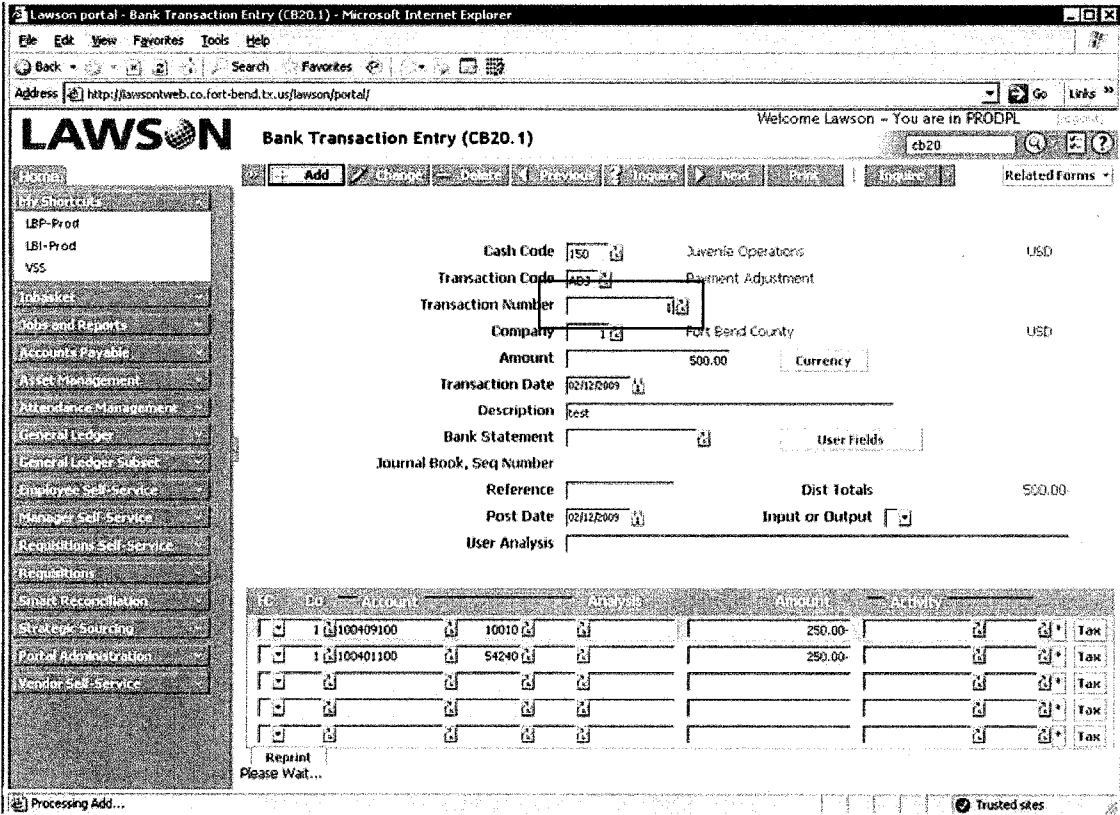 Lawson portal - Bank Transaction Entry (CB20.1) - Microsoft Internet Explorer
File Edit View Favorites Tools Help
Back Search Favorites
Address http://lawsontweb.co.fort-bend.tx.us/lawson/portal/ Go Links »
Welcome Lawson - You are in PRODPL
LAWSON Bank Transaction Entry (CB20.1) cb20
Home Add Change Delete Previous Inquire Next Print Inquire Related Forms
My Shortcuts
LBP-Prod
LBI-Prod
VSS
Inbasket
Jobs and Reports
Accounts Payable
Asset Management
Attendance Management
General Ledger
General Ledger Subset
Employee Self-Service
Manager Self-Service
Requisitions Self-Service
Requisitions
Smart Reconciliation
Strategic Sourcing
Portal Administration
Vendor Self-Service
Cash Code 150 Juvenile Operations USD
Transaction Code ADJ Payment Adjustment
Transaction Number
Company 1 Fort Bend County USD
Amount 500.00 Currency
Transaction Date 02/12/2009
Description test
Bank Statement User Fields
Journal Book, Seq Number
Reference Dist Totals 500.00-
Post Date 02/12/2009 Input or Output
User Analysis
FC Co Account Analysis Amount Activity
1 100409100 10010 250.00- * Tax
1 100401100 54240 250.00- * Tax
* Tax
* Tax
* Tax
Reprint
Please Wait...
Processing Add... Trusted sites